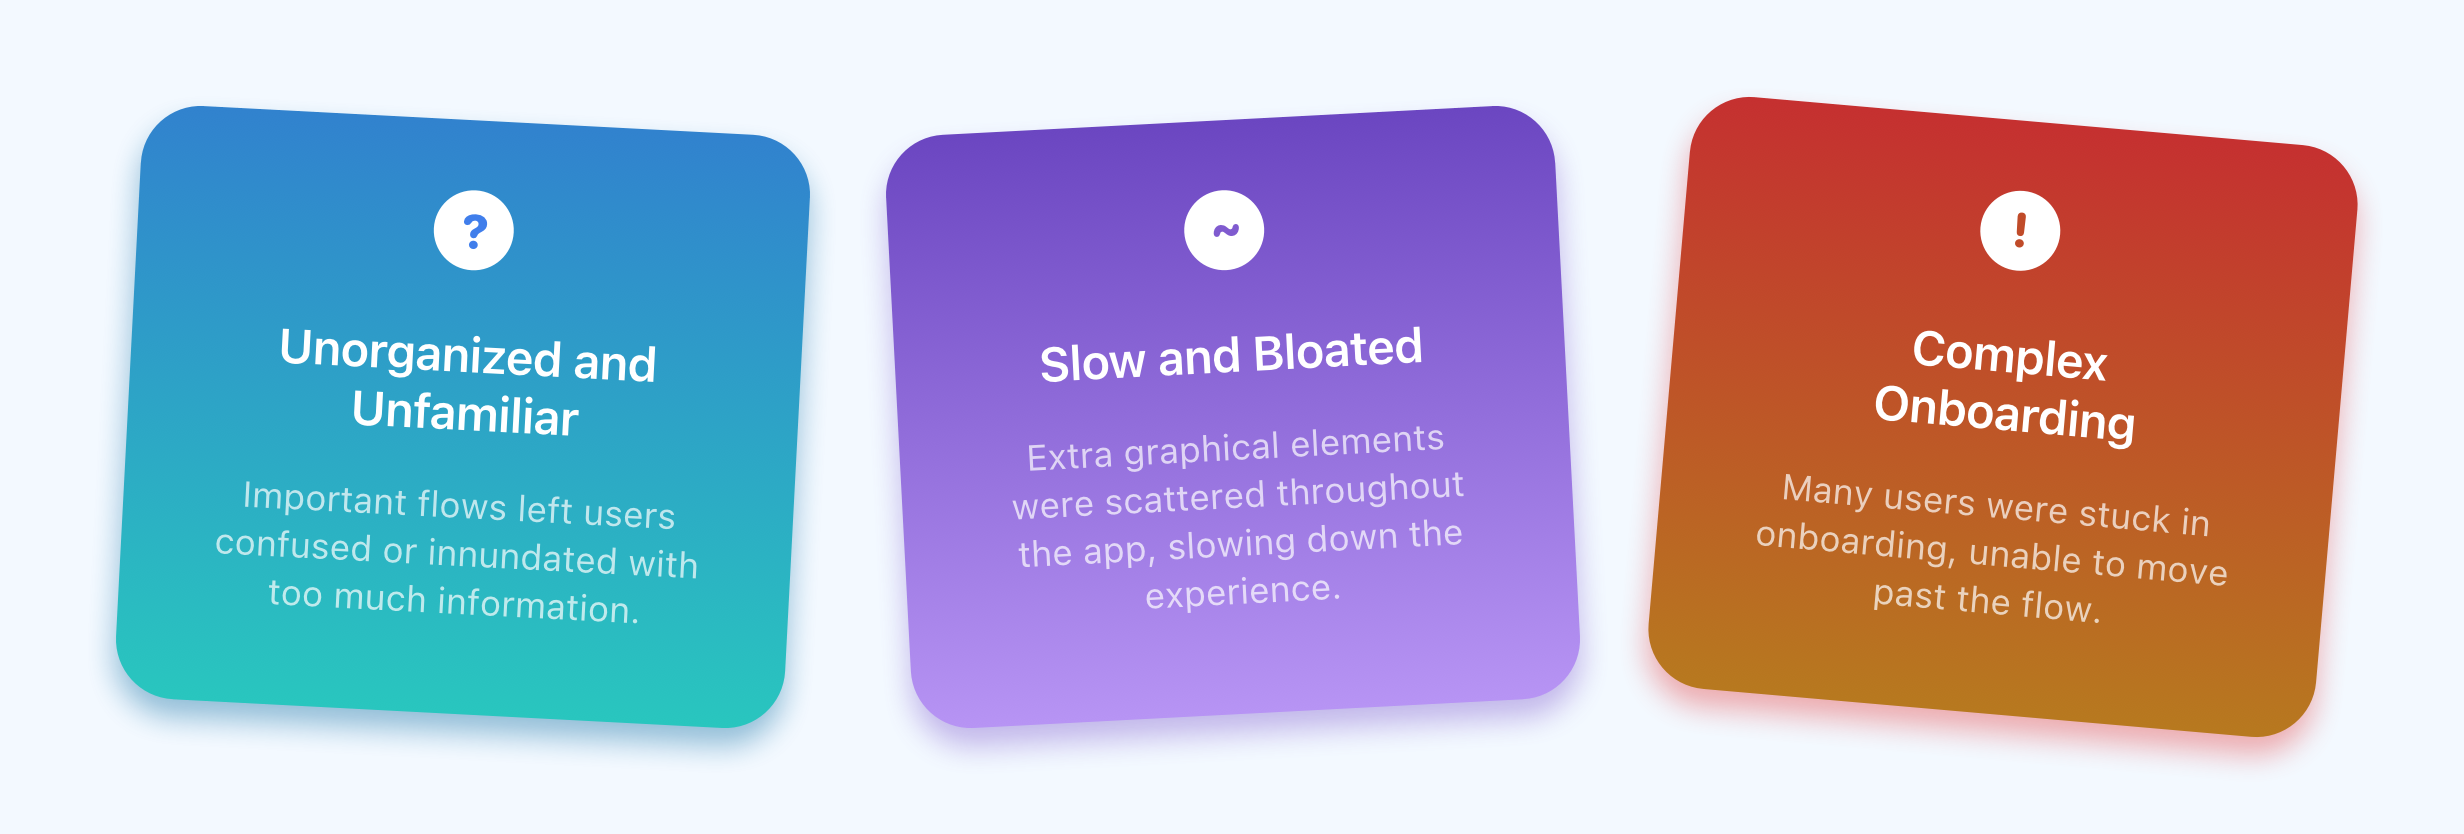 ?
Unorganized and
Unfamiliar
Important flows left users
confused or innundated with
too much information.
~
Slow and Bloated
Extra graphical elements
were scattered throughout
the app, slowing down the
experience.
!
Complex
Onboarding
Many users were stuck in
onboarding, unable to move
past the flow.